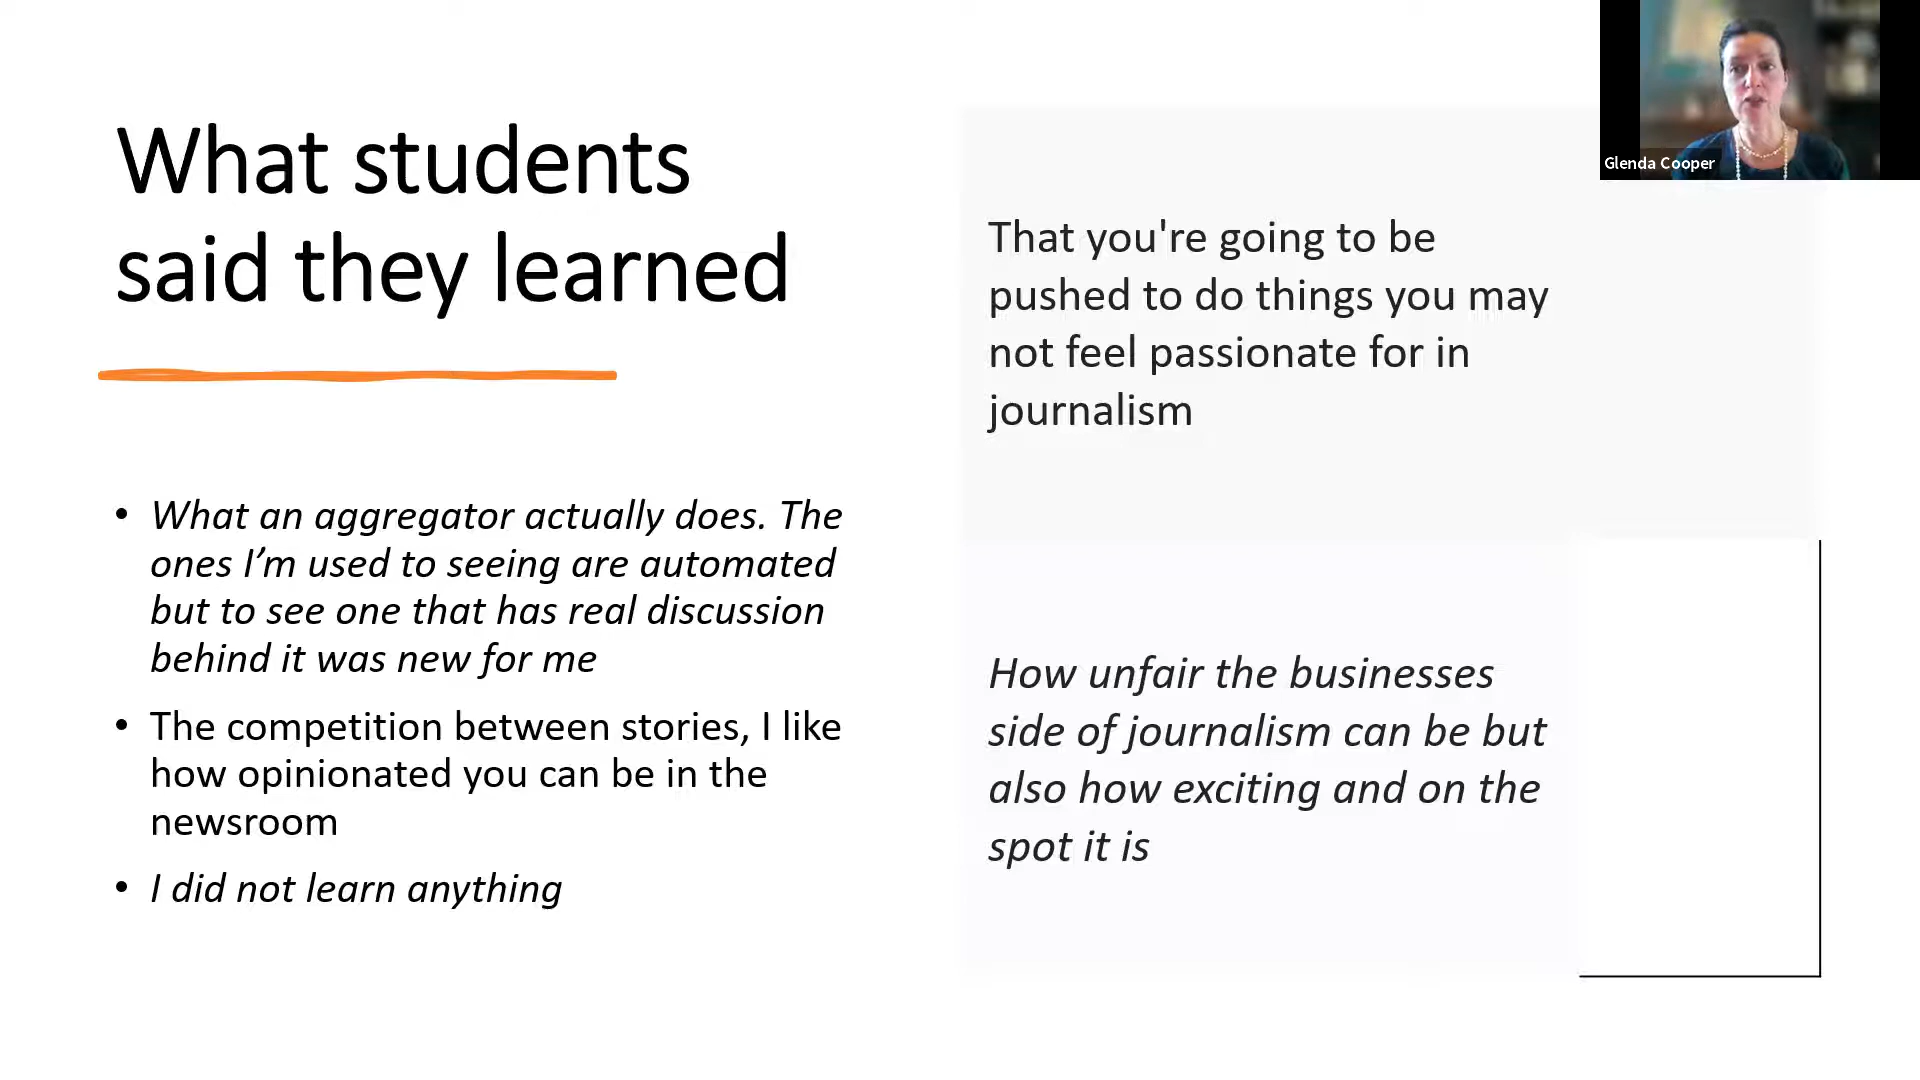 What students
said they learned
• What an aggregator actually does. The
ones I’m used to seeing are automated
but to see one that has real discussion
behind it was new for me
• The competition between stories, I like
how opinionated you can be in the
newsroom
• I did not learn anything
That you're going to be
pushed to do things you may
not feel passionate for in
journalism
How unfair the businesses
side of journalism can be but
also how exciting and on the
spot it is
Glenda Cooper